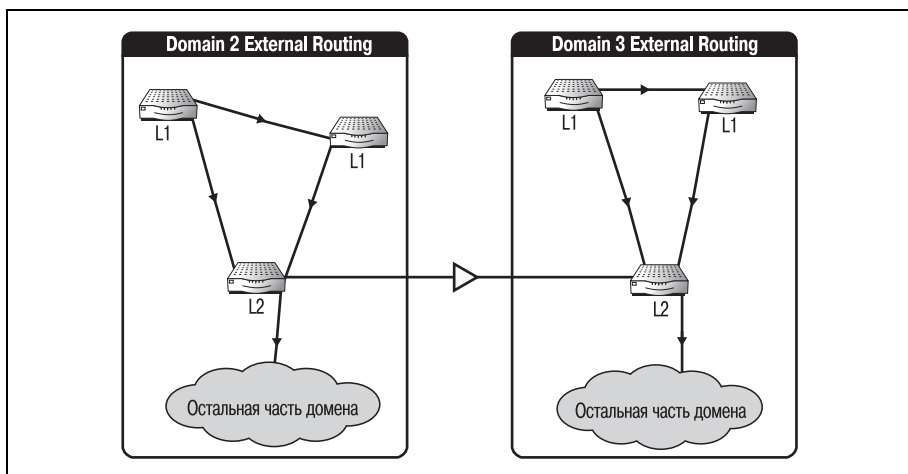 Domain 2 External Routing
L1
L1
L2
Остальная часть домена
Domain 3 External Routing
L1
L1
L2
Остальная часть домена